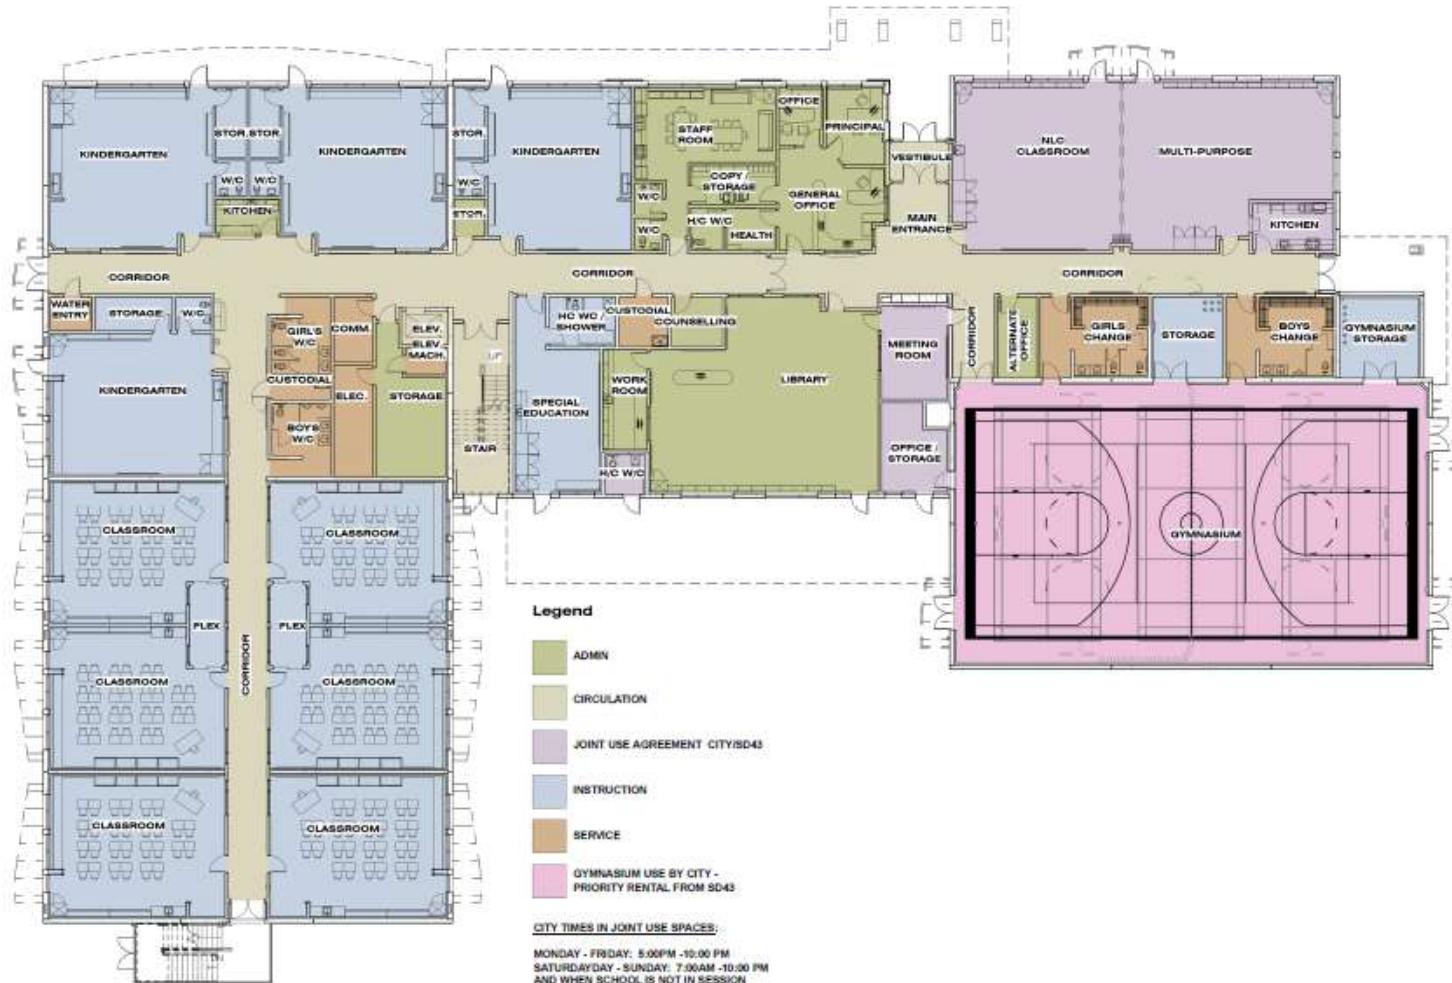 OFFICE
STOR.
STOR.
STOR.
STAFF
ROOM
PRINCIPAL
KINDERGARTEN
KINDERGARTEN
KINDERGARTEN
VESTIBULE
NLC
CLASSROOM
MULTI-PURPOSE
W/C
W/C
W/C
COPY /
STORAGE
W/C
GENERAL
OFFICE
KITCHEN
STOR.
H/C W/C
W/C
HEALTH
MAIN
ENTRANCE
KITCHEN
CORRIDOR
CORRIDOR
CORRIDOR
WATER
ENTRY
STORAGE
W/C
GIRL'S
W/C
COMM.
ELEV.
ELEV.
MACH.
HC WC /
SHOWER
CUSTODIAL
COUNSELLING
MEETING
ROOM
CORRIDOR
ALTERNATE
OFFICE
GIRLS
CHANGE
STORAGE
BOYS
CHANGE
GYMNASIUM
STORAGE
UP
KINDERGARTEN
CUSTODIAL
ELEC.
STORAGE
WORK
ROOM
LIBRARY
SPECIAL
EDUCATION
BOY'S
W/C
STAIR
H/C W/C
OFFICE /
STORAGE
CLASSROOM
CLASSROOM
GYMNASIUM
FLEX
FLEX
CORRIDOR
CLASSROOM
CLASSROOM
CLASSROOM
CLASSROOM
Legend
ADMIN
CIRCULATION
JOINT USE AGREEMENT CITY/SD43
INSTRUCTION
SERVICE
GYMNASIUM USE BY CITY -
PRIORITY RENTAL FROM SD43
CITY TIMES IN JOINT USE SPACES:
MONDAY - FRIDAY: 5:00PM -10:00 PM
SATURDAYDAY - SUNDAY: 7:00AM -10:00 PM
AND WHEN SCHOOL IS NOT IN SESSION